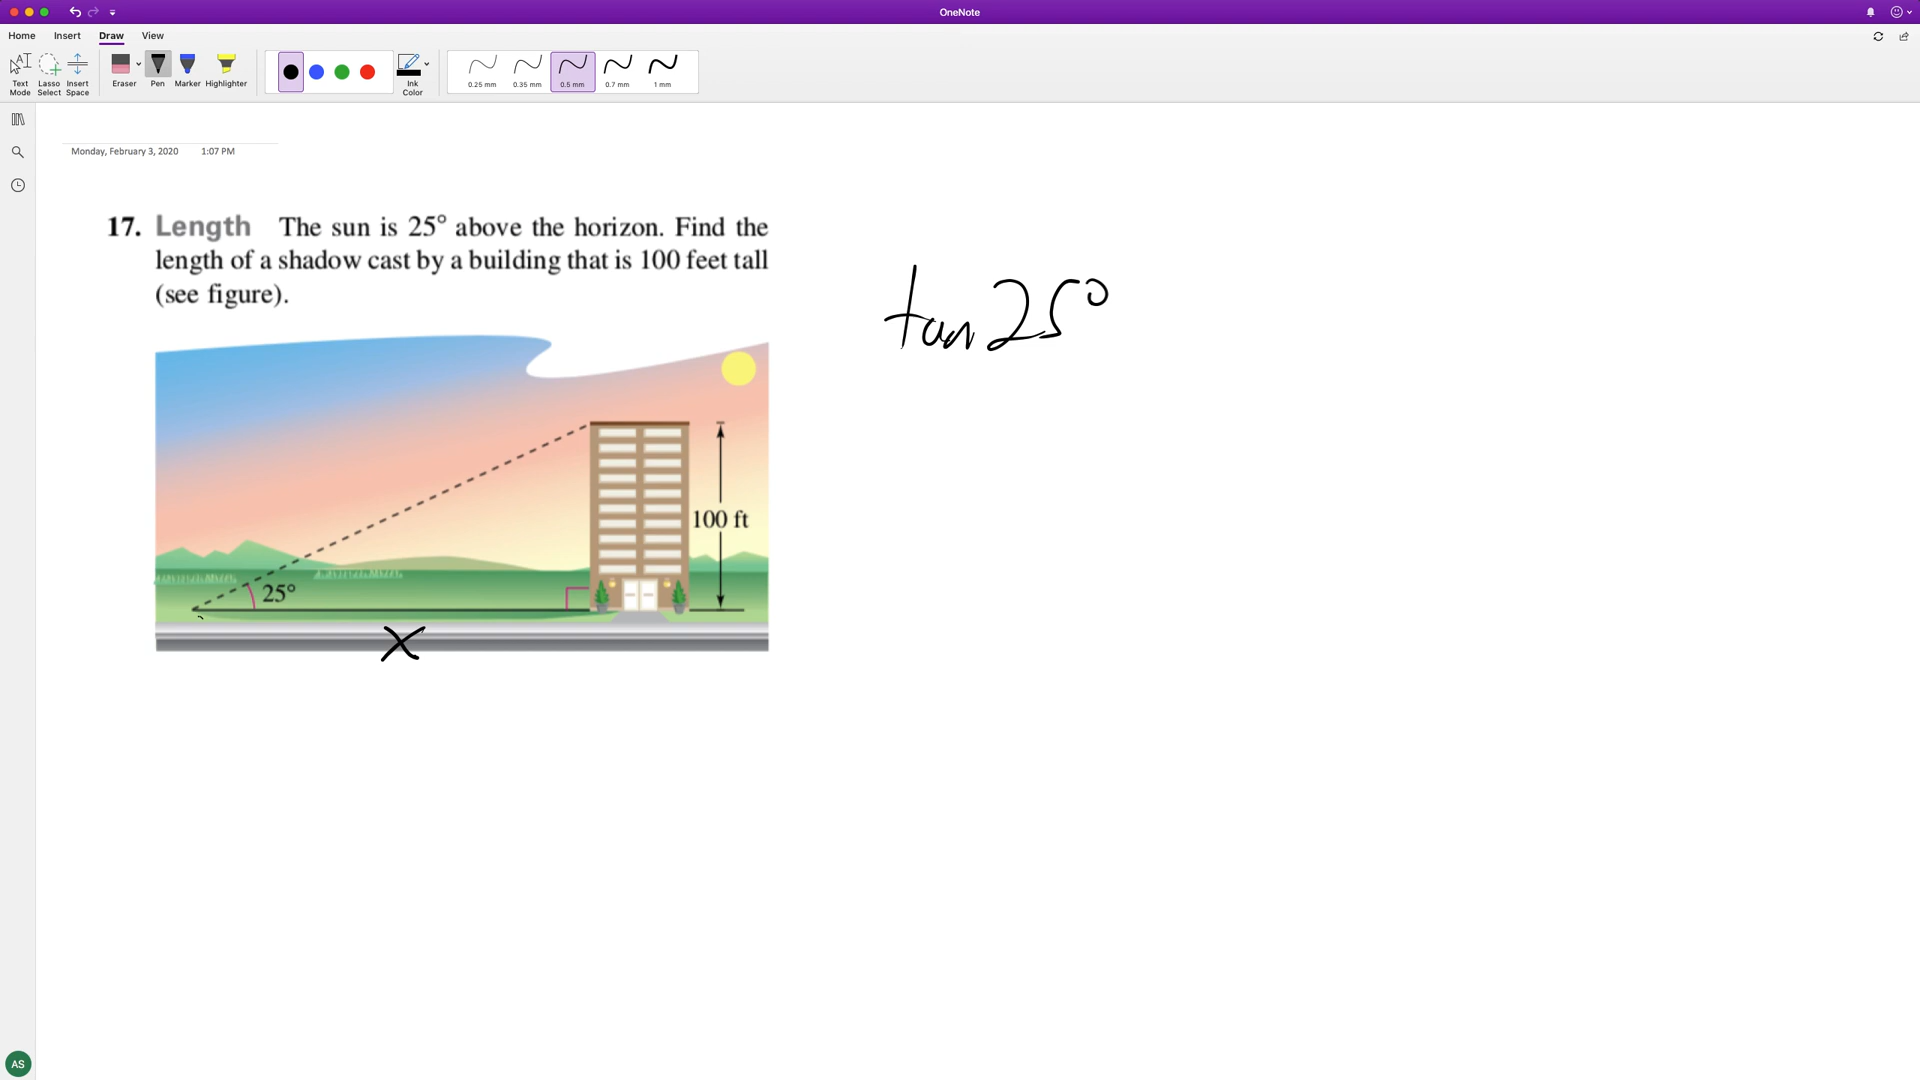 OneNote
Home Insert Draw View
Text Mode
Lasso Select
Insert Space
Eraser
Pen
Marker
Highlighter
Ink Color
0.25 mm
0.35 mm
0.5 mm
0.7 mm
1 mm
Monday, February 3, 2020 1:07 PM
17. Length The sun is 25° above the horizon. Find the
length of a shadow cast by a building that is 100 feet tall
(see figure).
tan 25°
100 ft
25°
x
AS